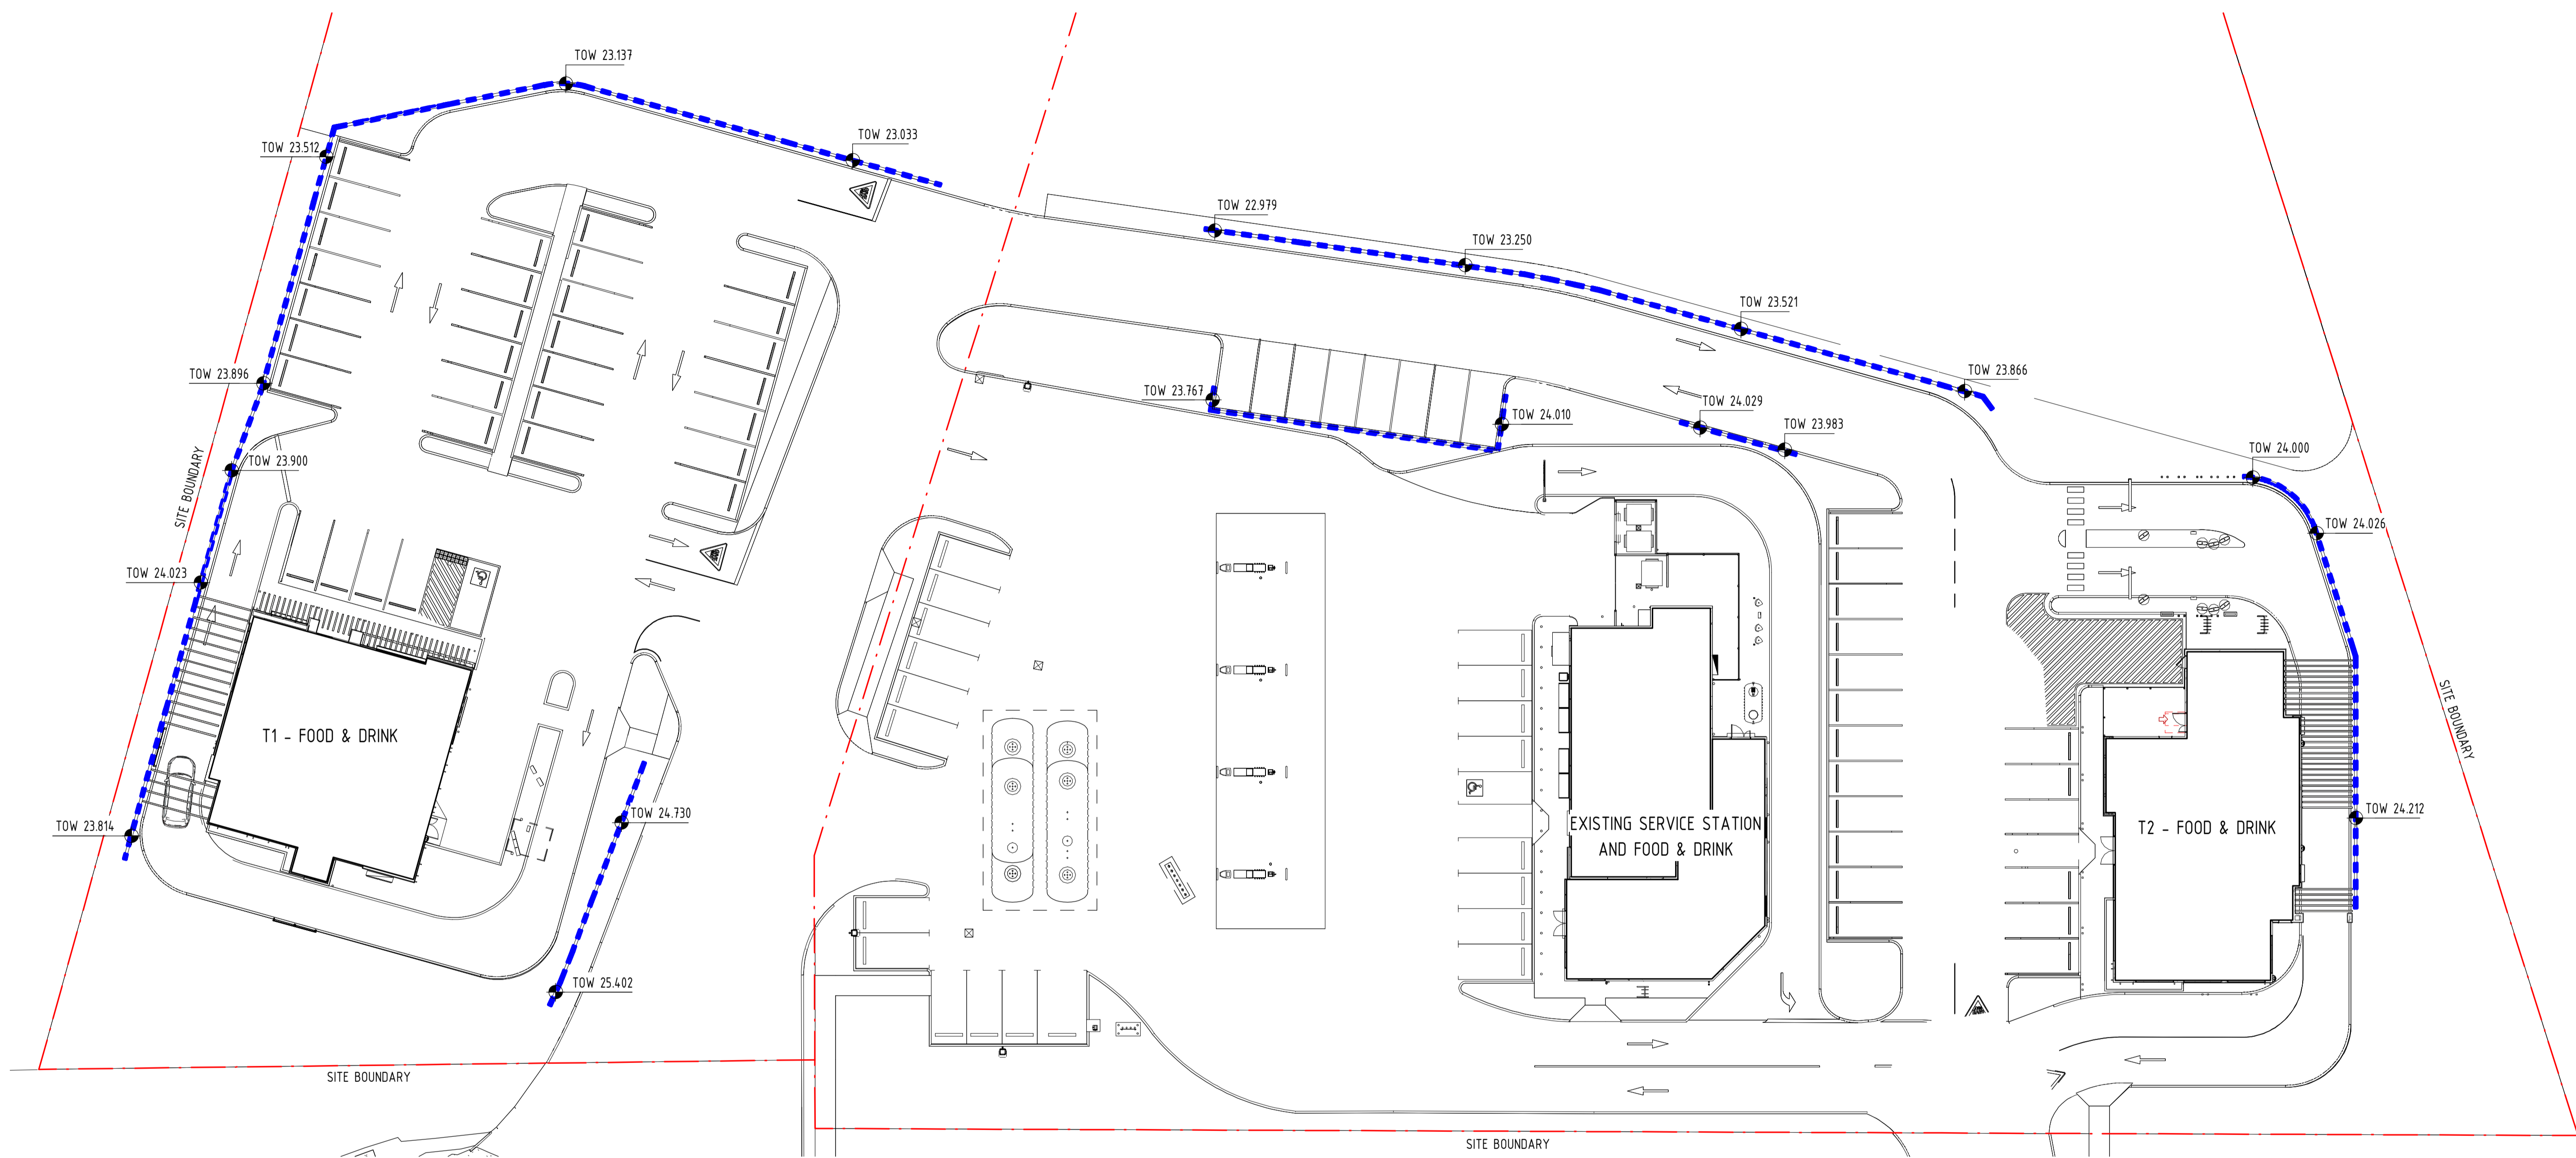 TOW 23.137
TOW 23.033
TOW 23.512
TOW 22.979
TOW 23.250
TOW 23.521
TOW 23.866
TOW 23.896
TOW 23.767
TOW 24.010
TOW 24.029
TOW 23.983
TOW 24.000
TOW 23.900
SITE BOUNDARY
TOW 24.026
TOW 24.023
T1 - FOOD & DRINK
SITE BOUNDARY
TOW 23.814
TOW 24.730
EXISTING SERVICE STATION
AND FOOD & DRINK
T2 - FOOD & DRINK
TOW 24.212
TOW 25.402
SITE BOUNDARY
SITE BOUNDARY